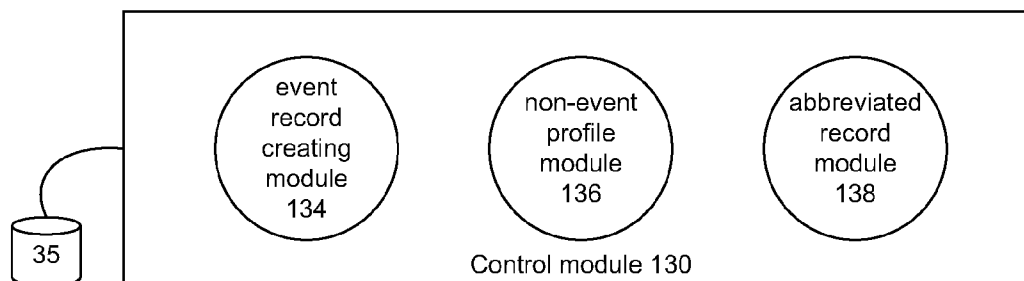 event
record
creating
module
134
non-event
profile
module
136
abbreviated
record
module
138
35
Control module 130